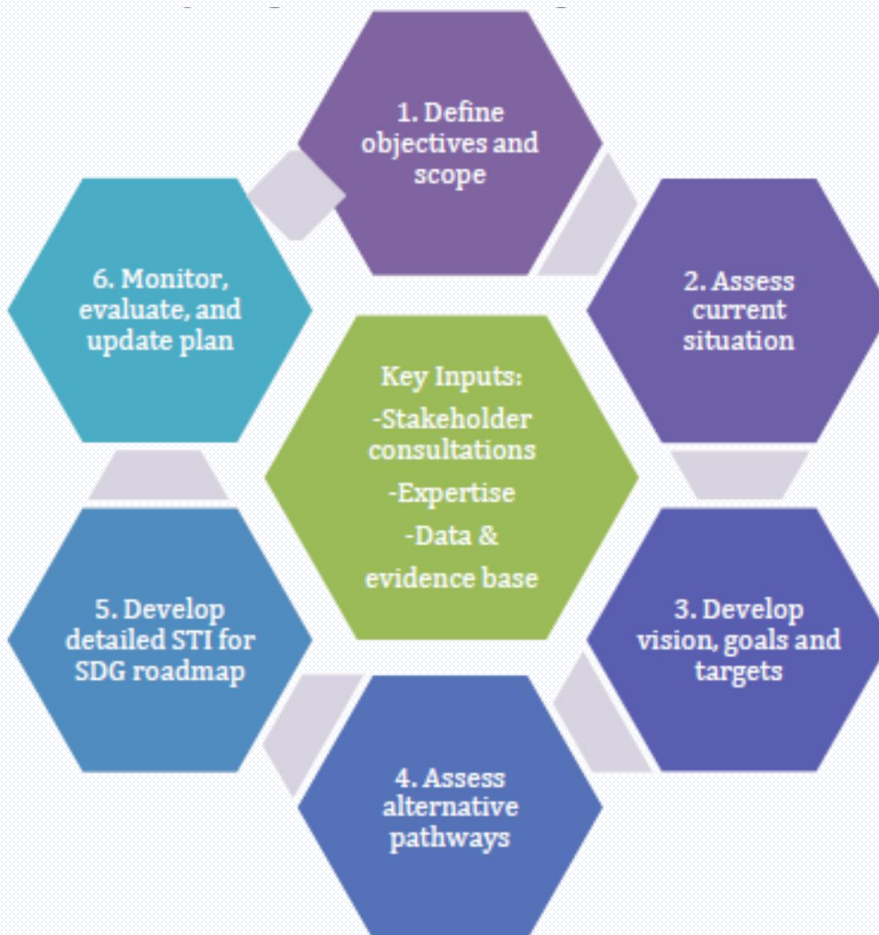 1. Define
objectives and
scope
2. Assess
current
situation
3. Develop
vision, goals and
targets
4. Assess
alternative
pathways
5. Develop
detailed STI for
SDG roadmap
6. Monitor,
evaluate, and
update plan
Key Inputs:
-Stakeholder
consultations
-Expertise
-Data &
evidence base